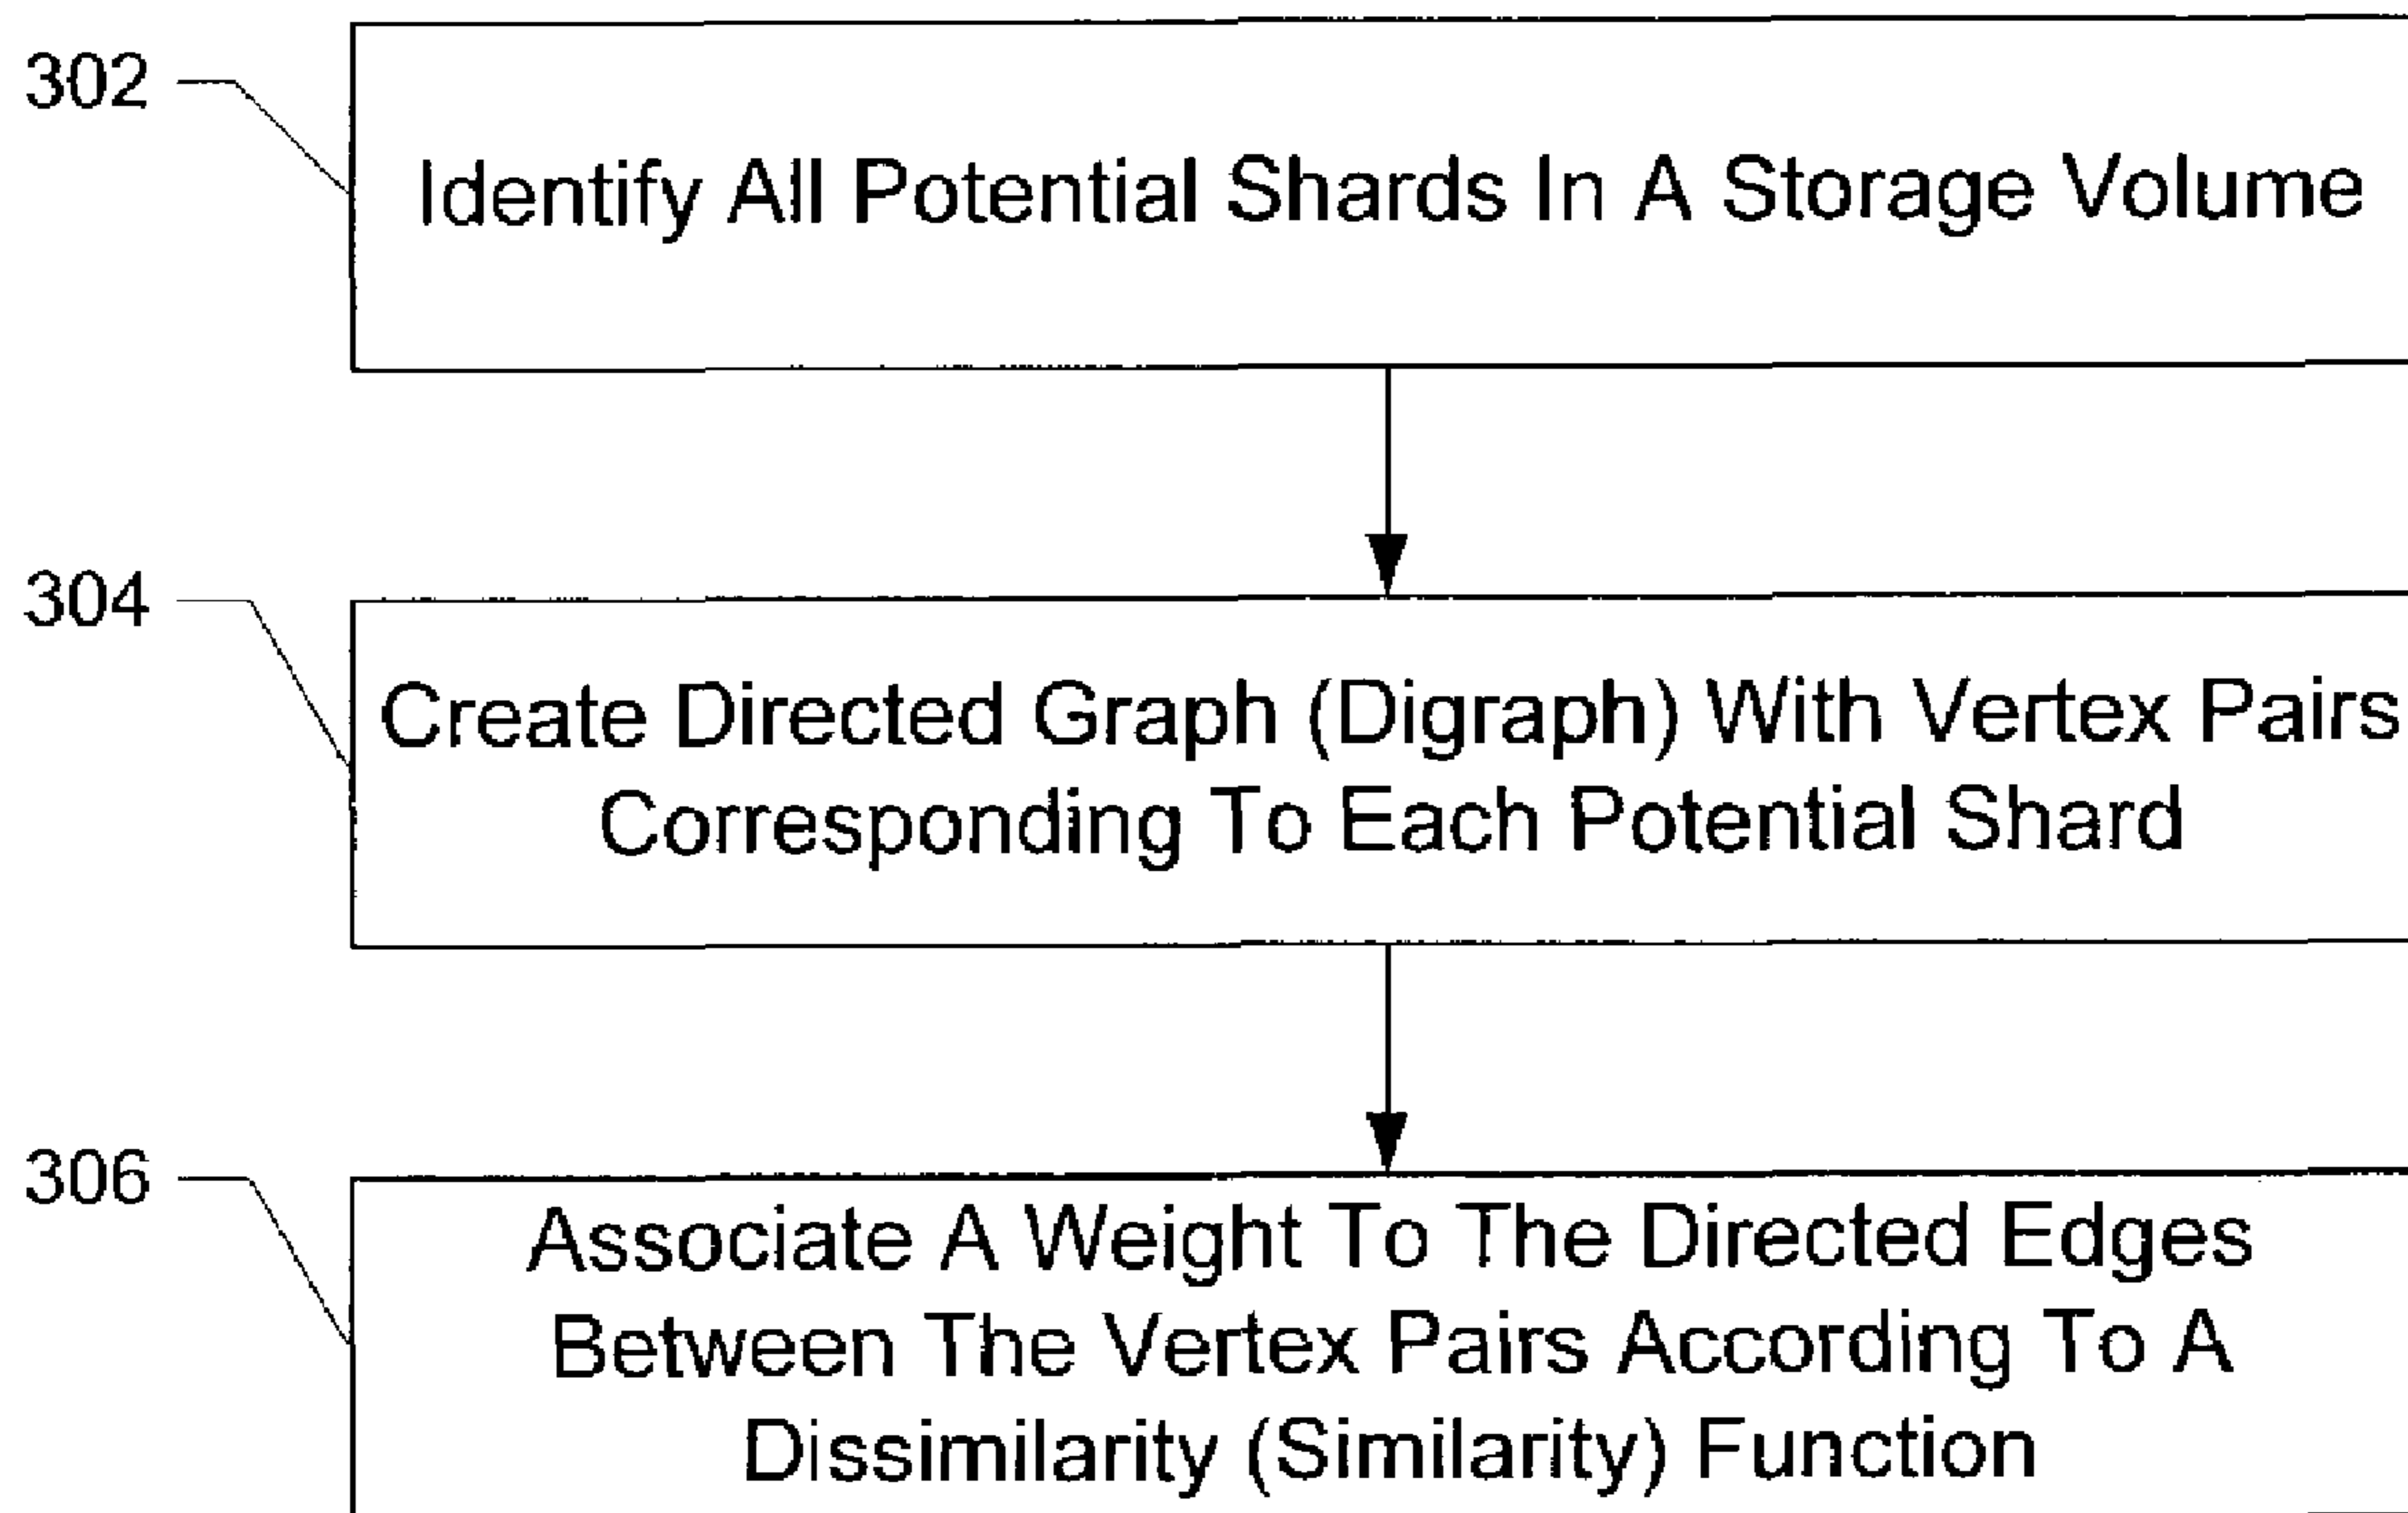 302
Identify All Potential Shards In A Storage Volume
304
Create Directed Graph (Digraph) With Vertex Pairs
Corresponding To Each Potential Shard
306
Associate A Weight To The Directed Edges
Between The Vertex Pairs According To A
Dissimilarity (Similarity) Function